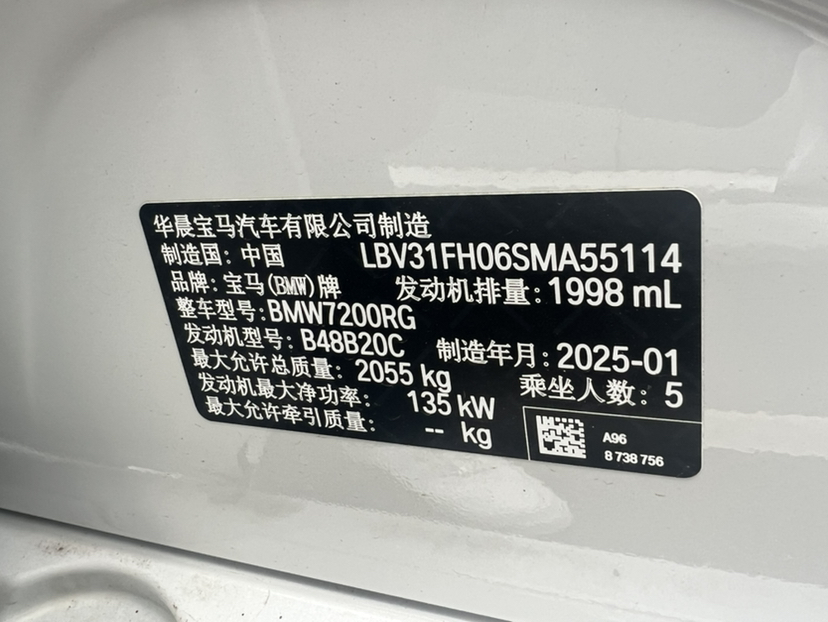 华晨宝马汽车有限公司制造
制造国：中国 LBV31FH06SMA55114
品牌：宝马(BMW)牌 发动机排量：1998 mL
整车型号：BMW7200RG
发动机型号：B48B20C 制造年月：2025-01
最大允许总质量：2055 kg 乘坐人数：5
发动机最大净功率：135 kW
最大允许牵引质量：-- kg
A96
8 738 756